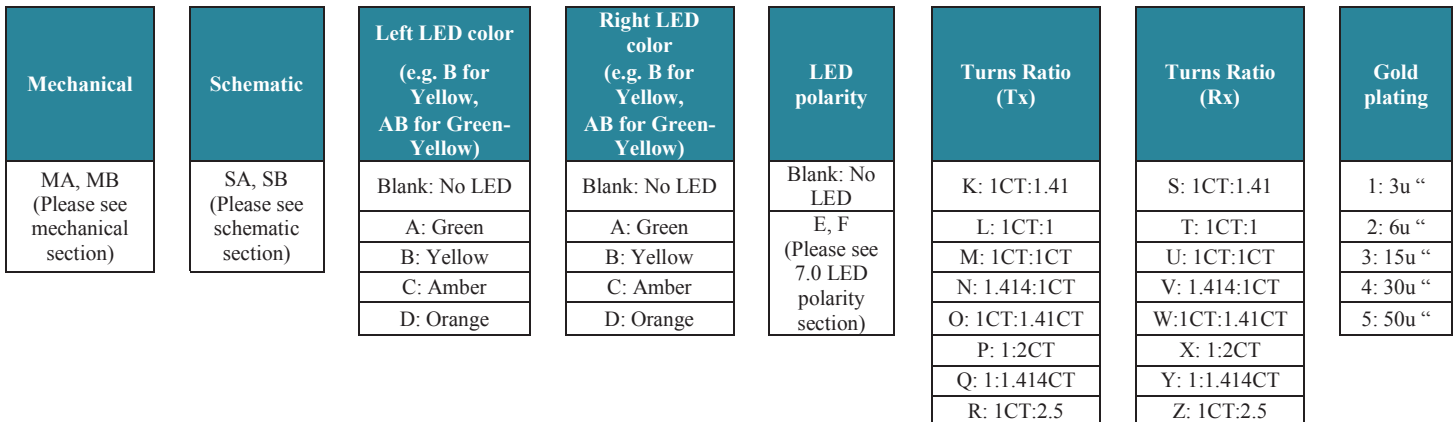 Mechanical
MA, MB
(Please see
mechanical
section)
Schematic
SA, SB
(Please see
schematic
section)
Left LED color
(e.g. B for
Yellow,
AB for Green-
Yellow)
Blank: No LED
A: Green
B: Yellow
C: Amber
D: Orange
Right LED
color
(e.g. B for
Yellow,
AB for Green-
Yellow)
Blank: No LED
A: Green
B: Yellow
C: Amber
D: Orange
LED
polarity
Blank: No
LED
E, F
(Please see
7.0 LED
polarity
section)
Turns Ratio
(Tx)
K: 1CT:1.41
L: 1CT:1
M: 1CT:1CT
N: 1.414:1CT
O: 1CT:1.41CT
P: 1:2CT
Q: 1:1.414CT
R: 1CT:2.5
Turns Ratio
(Rx)
S: 1CT:1.41
T: 1CT:1
U: 1CT:1CT
V: 1.414:1CT
W:1CT:1.41CT
X: 1:2CT
Y: 1:1.414CT
Z: 1CT:2.5
Gold
plating
1: 3u “
2: 6u “
3: 15u “
4: 30u “
5: 50u “